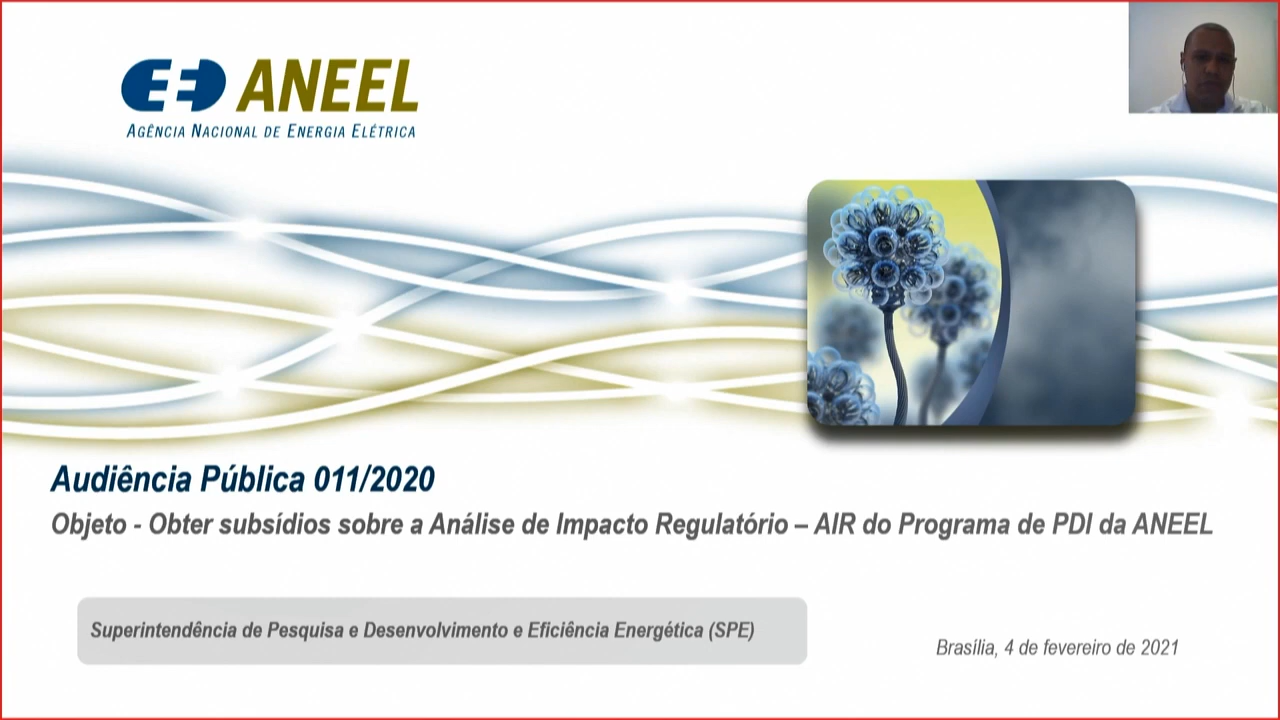 ANEEL
AGÊNCIA NACIONAL DE ENERGIA ELÉTRICA
Audiência Pública 011/2020
Objeto - Obter subsídios sobre a Análise de Impacto Regulatório – AIR do Programa de PDI da ANEEL
Superintendência de Pesquisa e Desenvolvimento e Eficiência Energética (SPE)
Brasília, 4 de fevereiro de 2021